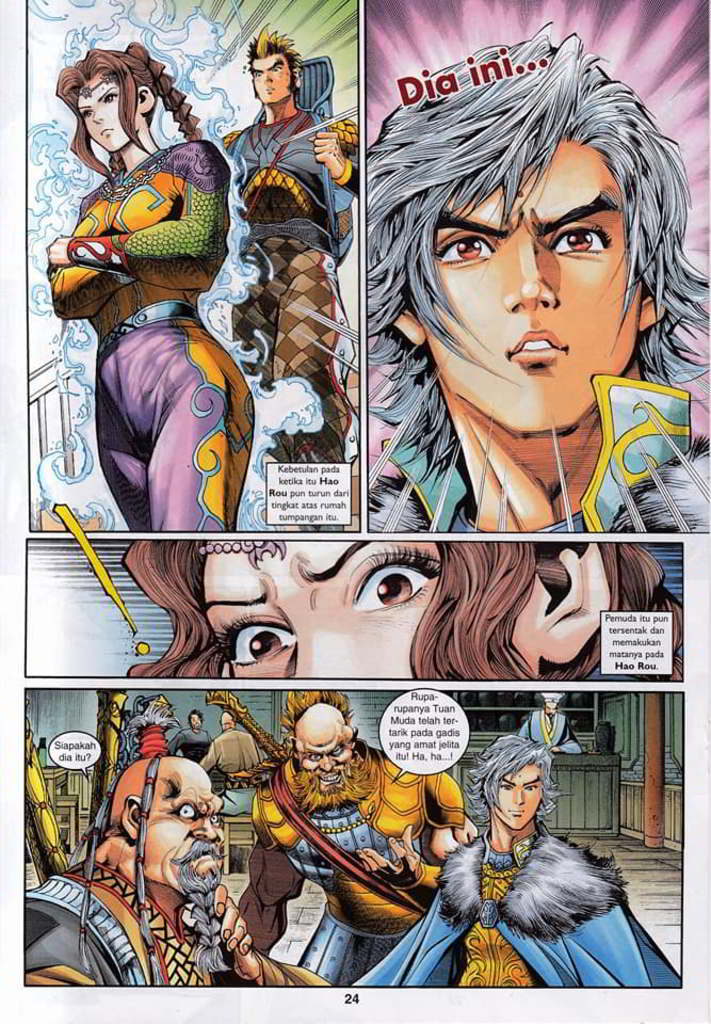 Dia ini...
Kebetulan pada
ketika itu Hao
Rou pun turun dari
tingkat atas rumah
tumpangan itu.
Pemuda itu pun
tersentak dan
memakukan
matanya pada
Hao Rou.
Siapakah
dia itu?
Rupa-
rupanya Tuan
Muda telah ter-
tarik pada gadis
yang amat jelita
itu! Ha, ha...!
24